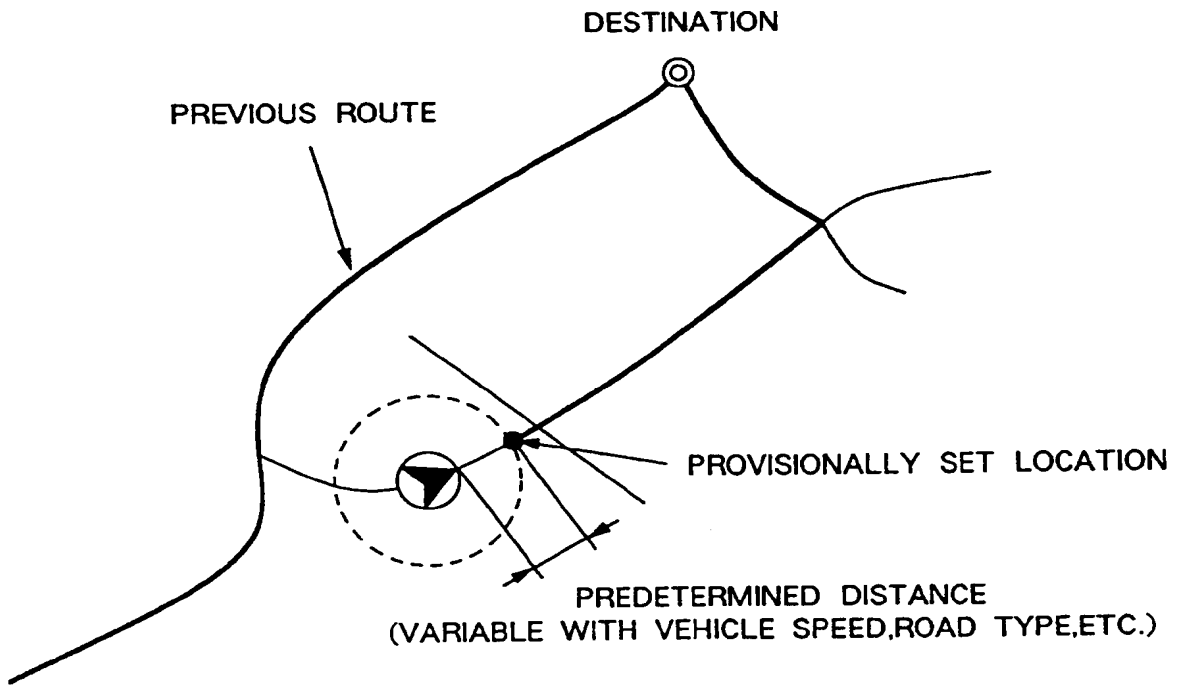 DESTINATION
PREVIOUS ROUTE
PROVISIONALLY SET LOCATION
PREDETERMINED DISTANCE
(VARIABLE WITH VEHICLE SPEED,ROAD TYPE,ETC.)